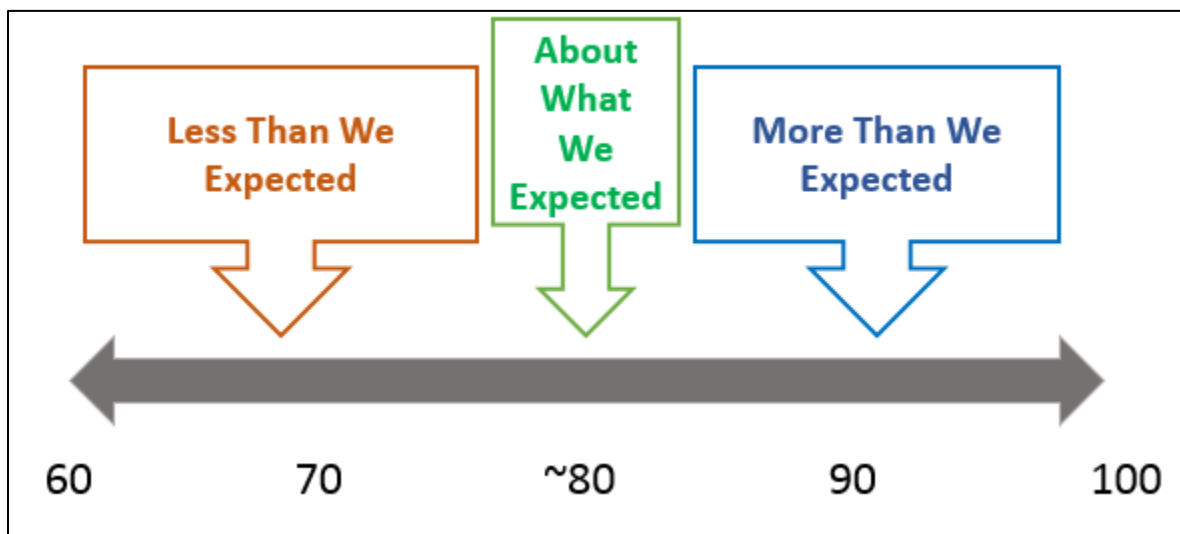 Less Than We
Expected
About
What
We
Expected
More Than We
Expected
60 70 ~80 90 100